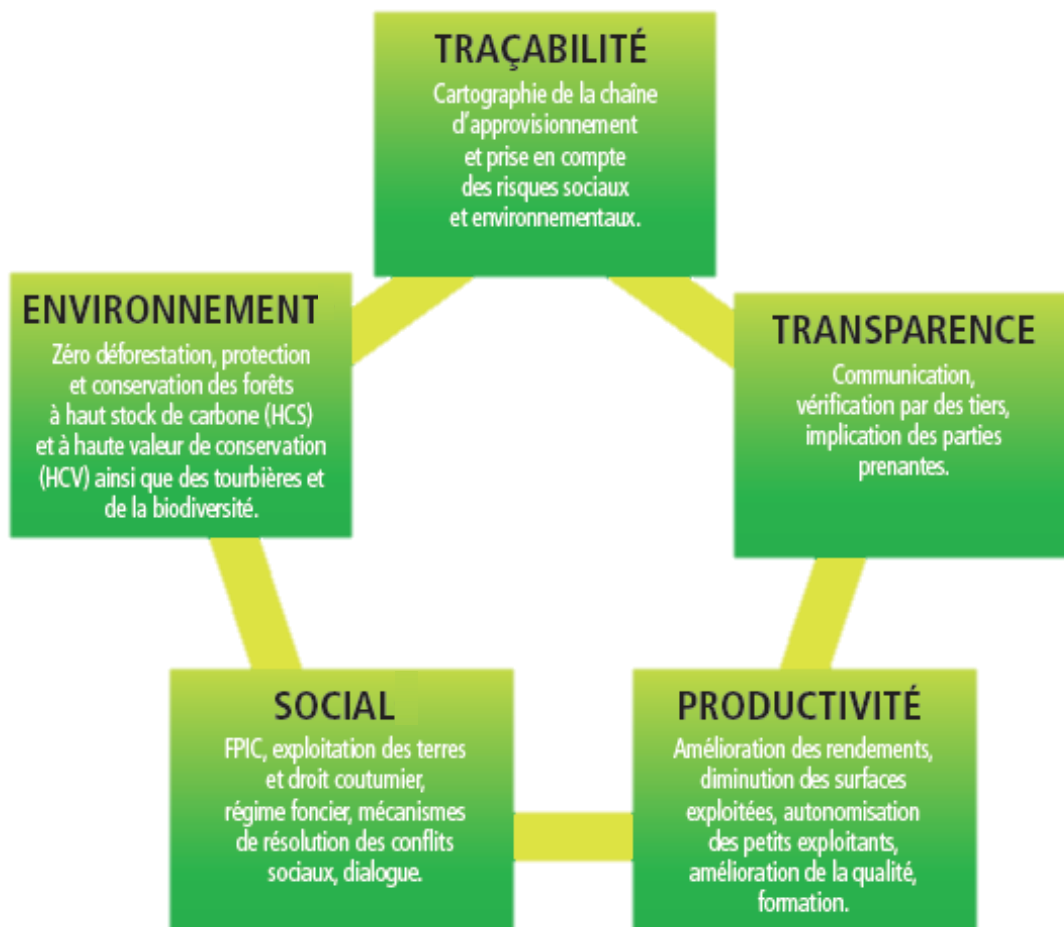 TRAÇABILITÉ
Cartographie de la chaîne
d'approvisionnement
et prise en compte
des risques sociaux
et environnementaux.
ENVIRONNEMENT
Zéro déforestation, protection
et conservation des forêts
à haut stock de carbone (HCS)
et à haute valeur de conservation
(HCV) ainsi que des tourbières et
de la biodiversité.
TRANSPARENCE
Communication,
vérification par des tiers,
implication des parties
prenantes.
SOCIAL
FPIC, exploitation des terres
et droit coutumier,
régime foncier, mécanismes
de résolution des conflits
sociaux, dialogue.
PRODUCTIVITÉ
Amélioration des rendements,
diminution des surfaces
exploitées, autonomisation
des petits exploitants,
amélioration de la qualité,
formation.